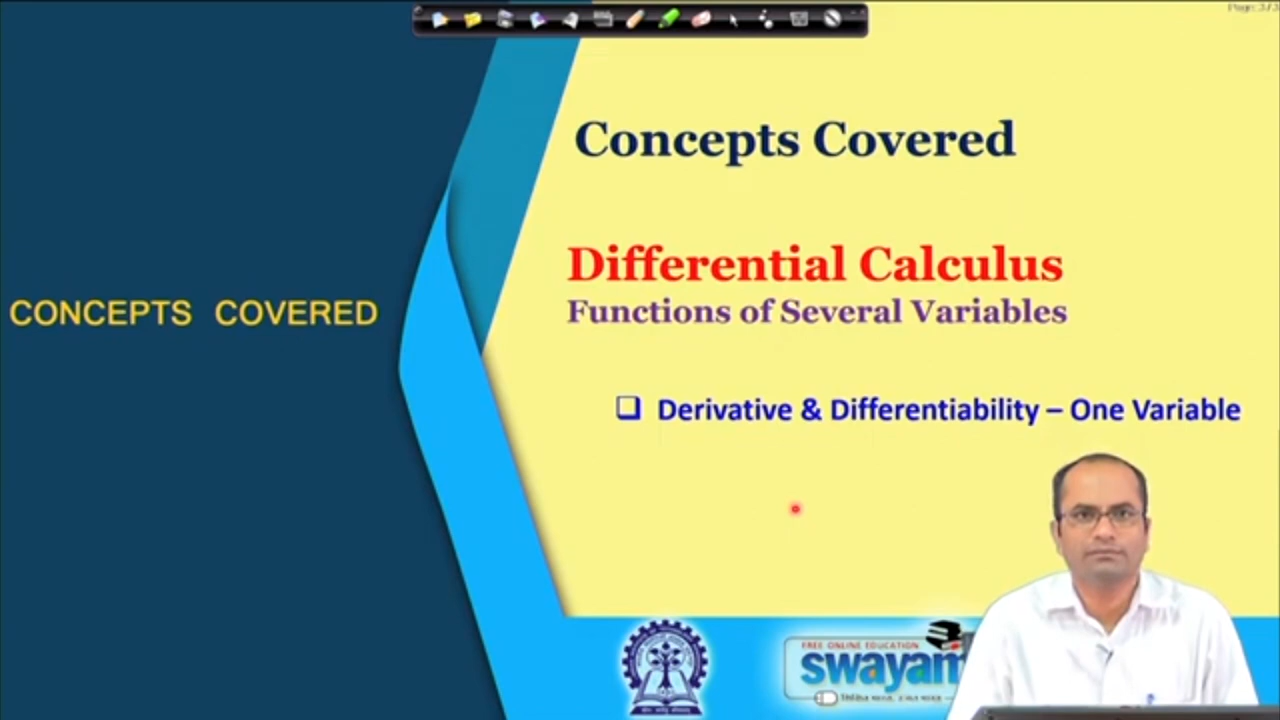 CONCEPTS COVERED
Concepts Covered
Differential Calculus
Functions of Several Variables
❑ Derivative & Differentiability – One Variable
FREE ONLINE EDUCATION
swayam